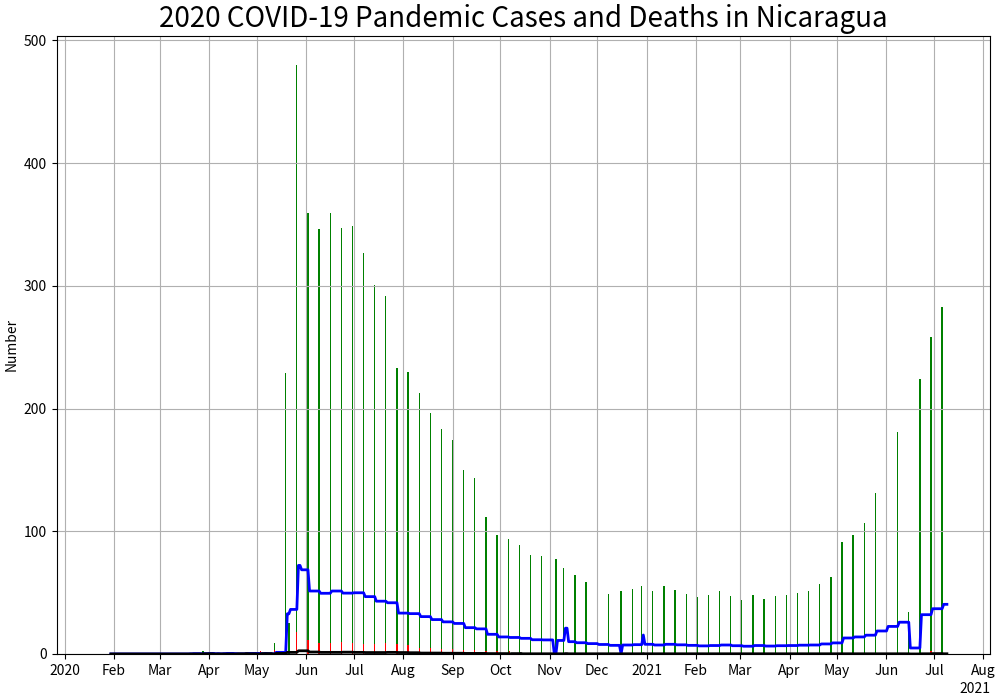 2020 COVID-19 Pandemic Cases and Deaths in Nicaragua
500
400
300
200
100
0
Number
2020 Feb Mar Apr May Jun Jul Aug Sep Oct Nov Dec 2021 Feb Mar Apr May Jun Jul Aug
2021